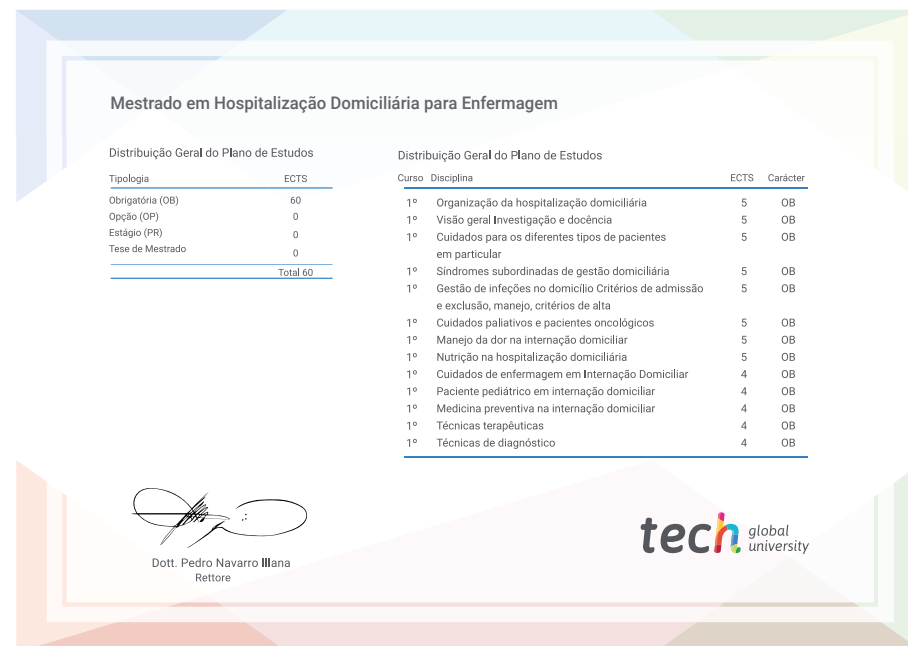 Mestrado em Hospitalização Domiciliária para Enfermagem
Distribuição Geral do Plano de Estudos
Tipologia ECTS
Obrigatória (OB) 60
Opção (OP) 0
Estágio (PR) 0
Tese de Mestrado 0
Total 60
Distribuição Geral do Plano de Estudos
Curso Disciplina ECTS Carácter
1º Organização da hospitalização domiciliária 5 OB
1º Visão geral Investigação e docência 5 OB
1º Cuidados para os diferentes tipos de pacientes 5 OB
em particular
1º Síndromes subordinadas de gestão domiciliária 5 OB
1º Gestão de infeções no domicílio Critérios de admissão 5 OB
e exclusão, manejo, critérios de alta
1º Cuidados paliativos e pacientes oncológicos 5 OB
1º Manejo da dor na internação domiciliar 5 OB
1º Nutrição na hospitalização domiciliária 5 OB
1º Cuidados de enfermagem em Internação Domiciliar 4 OB
1º Paciente pediátrico em internação domiciliar 4 OB
1º Medicina preventiva na internação domiciliar 4 OB
1º Técnicas terapêuticas 4 OB
1º Técnicas de diagnóstico 4 OB
Dott. Pedro Navarro Illana
Rettore
tech global
university